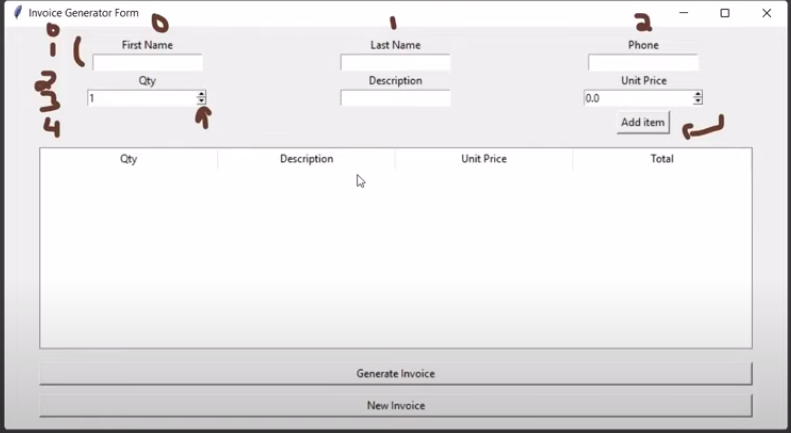 Invoice Generator Form
0 1 2
0
First Name Last Name Phone
1
Qty Description Unit Price
2
1 0.0
3
Add item
4
Qty Description Unit Price Total
Generate Invoice
New Invoice